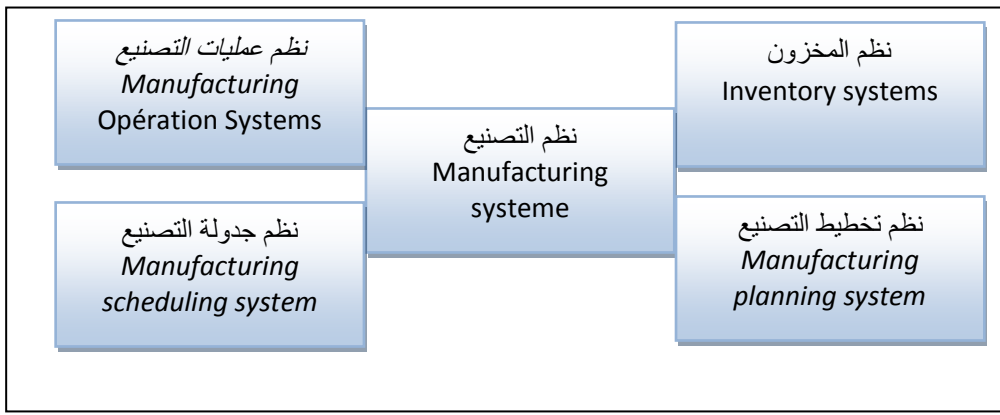 نظم عمليات التصنيع
Manufacturing
Opération Systems
نظم المخزون
Inventory systems
نظم التصنيع
Manufacturing
systeme
نظم جدولة التصنيع
Manufacturing
scheduling system
نظم تخطيط التصنيع
Manufacturing
planning system